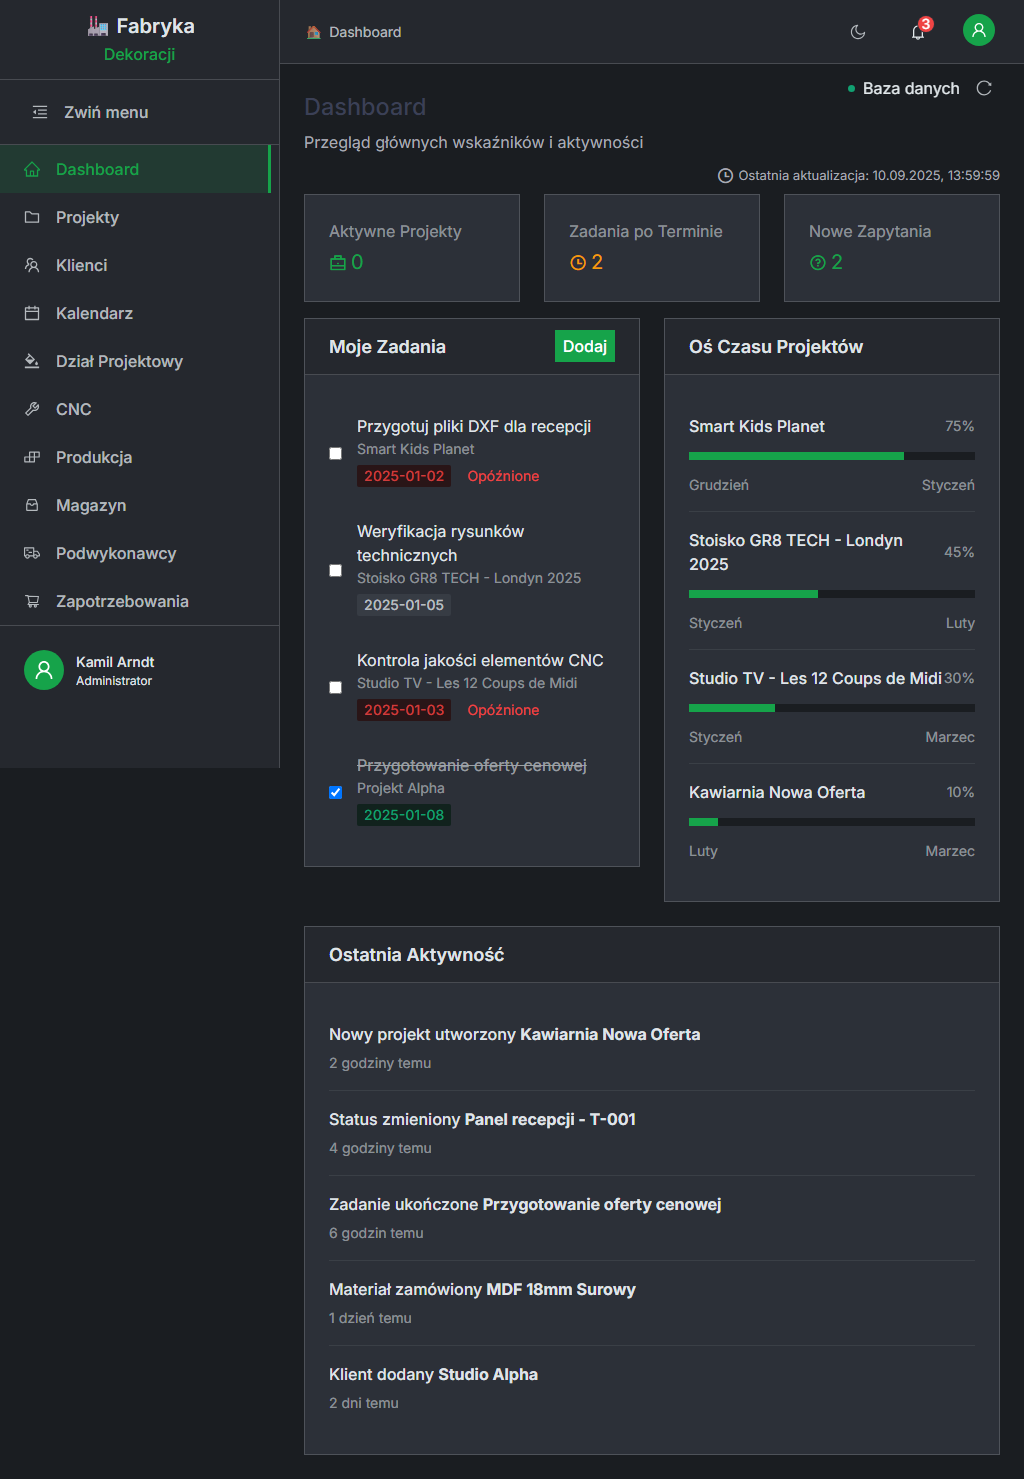 Fabryka
Dekoracji
Zwiń menu
Dashboard
Projekty
Klienci
Kalendarz
Dział Projektowy
CNC
Produkcja
Magazyn
Podwykonawcy
Zapotrzebowania
Kamil Arndt
Administrator
Dashboard
3
Baza danych
Dashboard
Przegląd głównych wskaźników i aktywności
Ostatnia aktualizacja: 10.09.2025, 13:59:59
Aktywne Projekty
0
Zadania po Terminie
2
Nowe Zapytania
2
Moje Zadania
Dodaj
Przygotuj pliki DXF dla recepcji
Smart Kids Planet
2025-01-02 Opóźnione
Weryfikacja rysunków
technicznych
Stoisko GR8 TECH - Londyn 2025
2025-01-05
Kontrola jakości elementów CNC
Studio TV - Les 12 Coups de Midi
2025-01-03 Opóźnione
Przygotowanie oferty cenowej
Projekt Alpha
2025-01-08
Oś Czasu Projektów
Smart Kids Planet 75%
Grudzień Styczeń
Stoisko GR8 TECH - Londyn
2025
45%
Styczeń Luty
Studio TV - Les 12 Coups de Midi 30%
Styczeń Marzec
Kawiarnia Nowa Oferta 10%
Luty Marzec
Ostatnia Aktywność
Nowy projekt utworzony Kawiarnia Nowa Oferta
2 godziny temu
Status zmieniony Panel recepcji - T-001
4 godziny temu
Zadanie ukończone Przygotowanie oferty cenowej
6 godzin temu
Materiał zamówiony MDF 18mm Surowy
1 dzień temu
Klient dodany Studio Alpha
2 dni temu